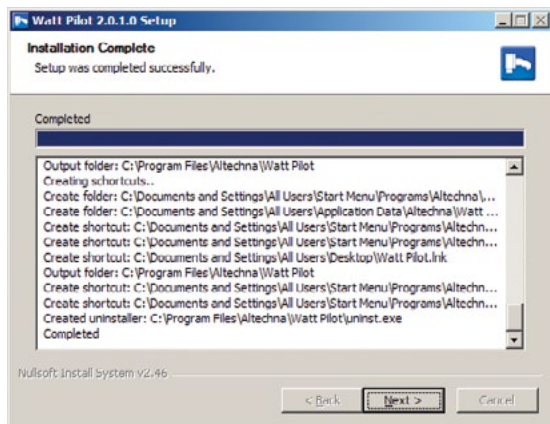 Watt Pilot 2.0.1.0 Setup
Installation Complete
Setup was completed successfully.
Completed
Output folder: C:\Program Files\Altechna\Watt Pilot
Creating schortcuts..
Create folder: C:\Documents and Settings\All Users\Start Menu\Programs\Altechna\,...
Create folder: C:\Documents and Settings\All Users\Application Data\Altechna\Watt ...
Create shortcut: C:\Documents and Settings\All Users\Start Menu\Programs\Altechn...
Create shortcut: C:\Documents and Settings\All Users\Start Menu\Programs\Altechn...
Create shortcut: C:\Documents and Settings\All Users\Desktop\Watt Pilot.lnk
Output folder: C:\Program Files\Altechna\Watt Pilot
Create shortcut: C:\Documents and Settings\All Users\Start Menu\Programs\Altechn...
Create shortcut: C:\Documents and Settings\All Users\Start Menu\Programs\Altechn...
Created uninstaller: C:\Program Files\Altechna\Watt Pilot\uninst.exe
Completed
Nullsoft Install System v2.46
< Back Next > Cancel